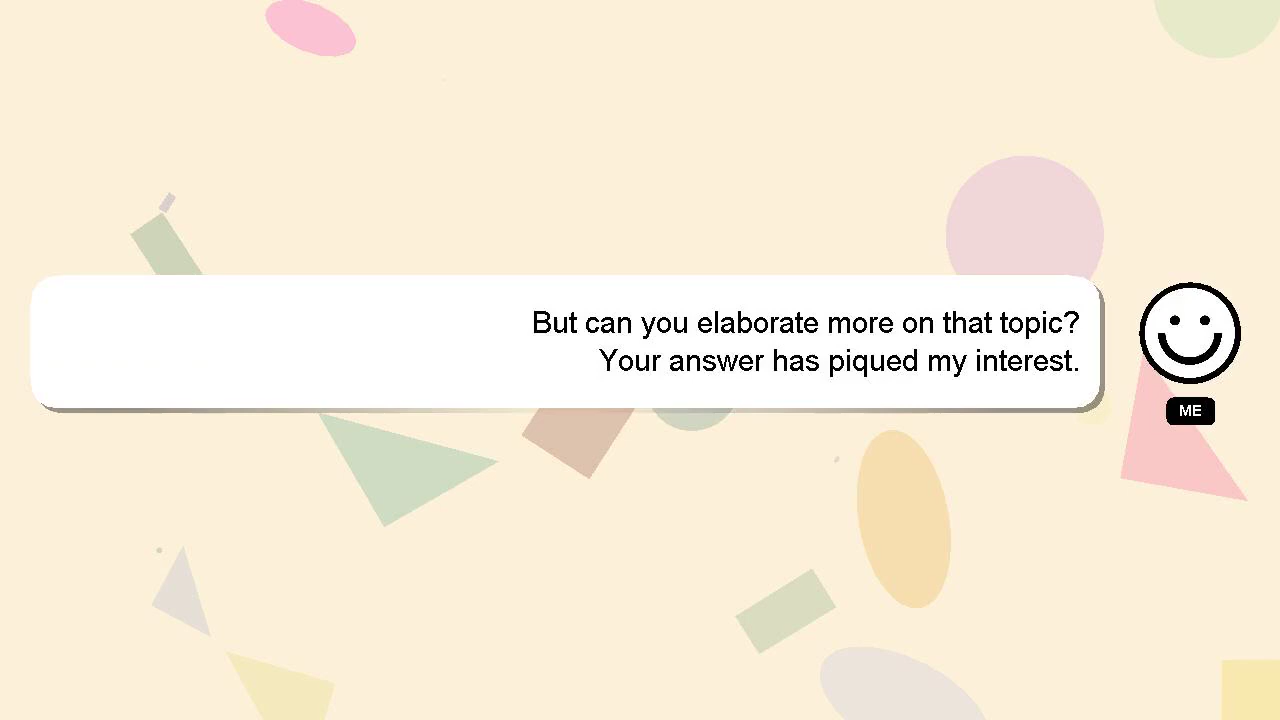 But can you elaborate more on that topic?
Your answer has piqued my interest.
ME